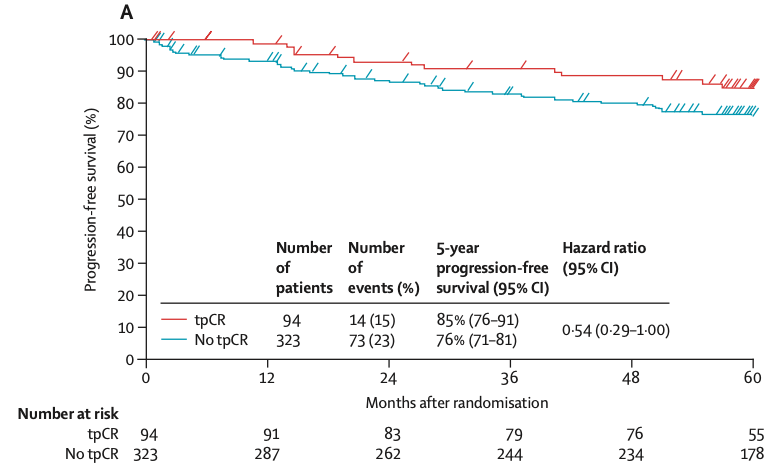 A
100
90
80
70
60
50
40
30
20
10
0
Progression-free survival (%)
Number of patients
Number of events (%)
5-year progression-free survival (95% CI)
Hazard ratio (95% CI)
tpCR 94 14 (15) 85% (76–91)
No tpCR 323 73 (23) 76% (71–81)
0·54 (0·29–1·00)
0 12 24 36 48 60
Months after randomisation
Number at risk
tpCR 94 91 83 79 76 55
No tpCR 323 287 262 244 234 178